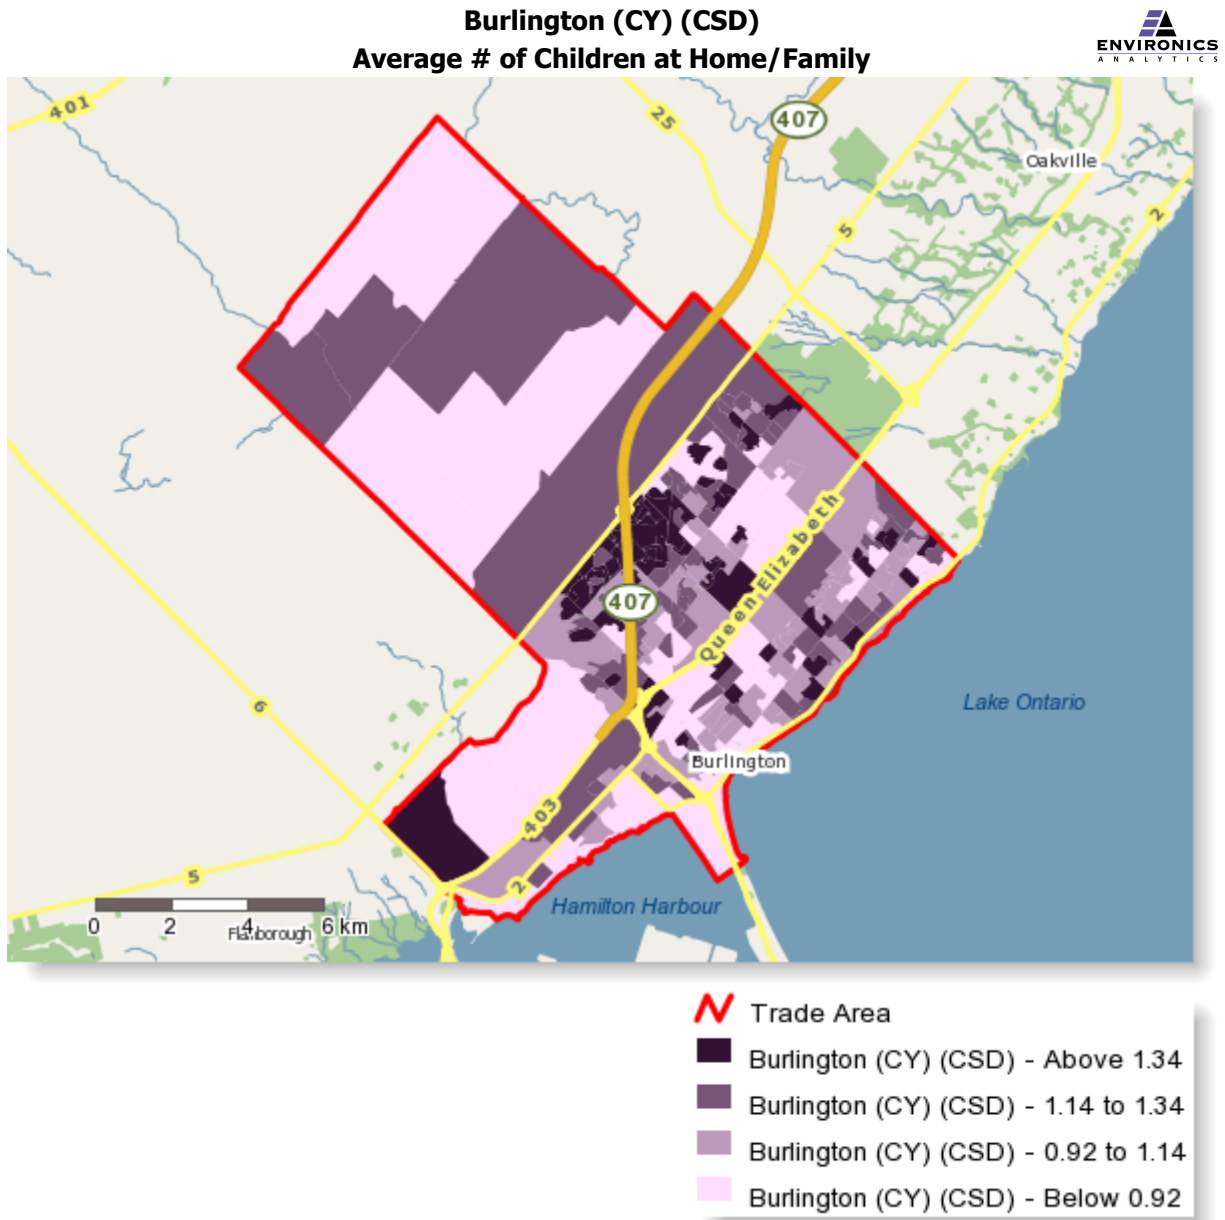 Burlington (CY) (CSD)
Average # of Children at Home/Family
ENVIRONICS
ANALYTICS
401
25
407
Oakville
5
2
407
Queen Elizabeth
6
Lake Ontario
Burlington
403
5
2
Hamilton Harbour
0 2 4 6 km
Flamborough
Trade Area
Burlington (CY) (CSD) - Above 1.34
Burlington (CY) (CSD) - 1.14 to 1.34
Burlington (CY) (CSD) - 0.92 to 1.14
Burlington (CY) (CSD) - Below 0.92